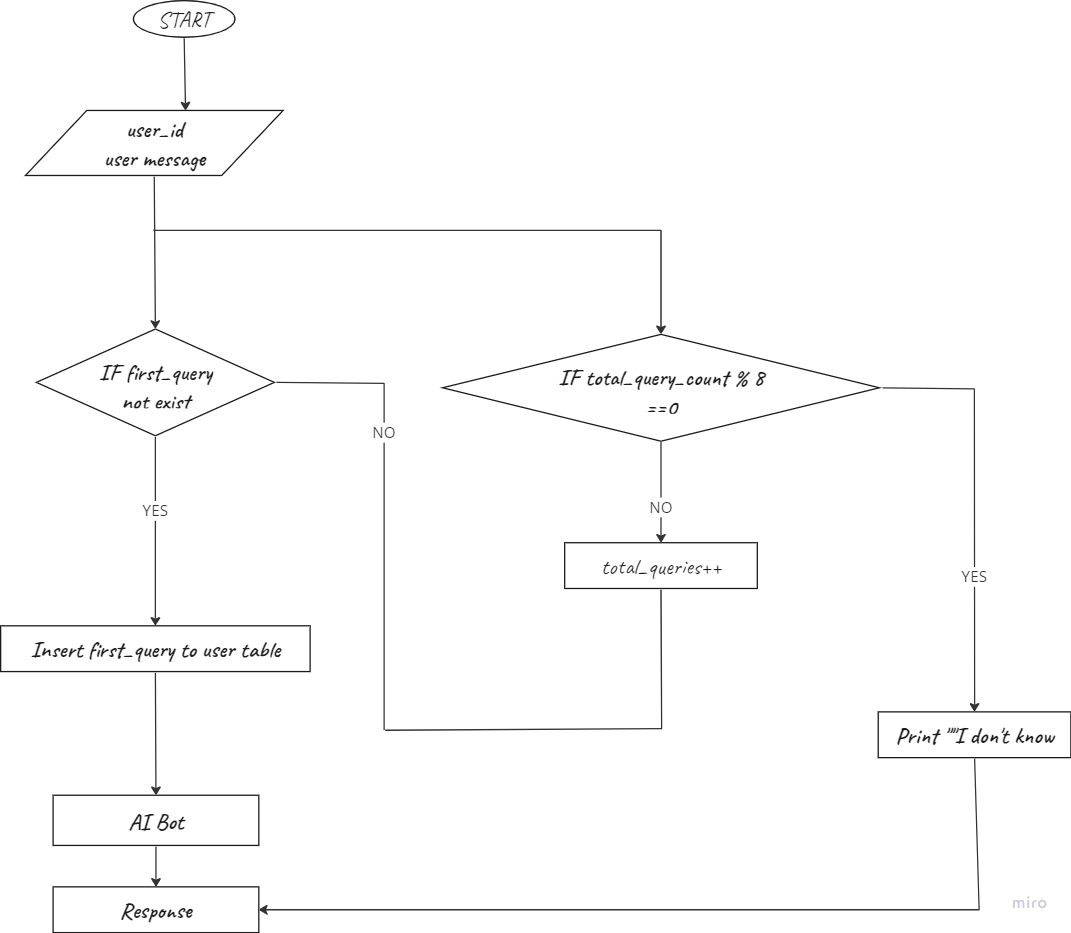 START
user_id
user message
IF first_query
not exist
IF total_query_count % 8
==0
NO
YES
NO
total_queries++
YES
Insert first_query to user table
Print ""I don't know
AI Bot
Response
miro